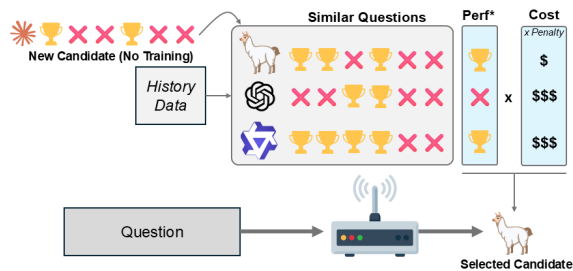 Similar Questions
Perf*
Cost
x Penalty
New Candidate (No Training)
History
Data
$
x
$$$
$$$
Question
Selected Candidate